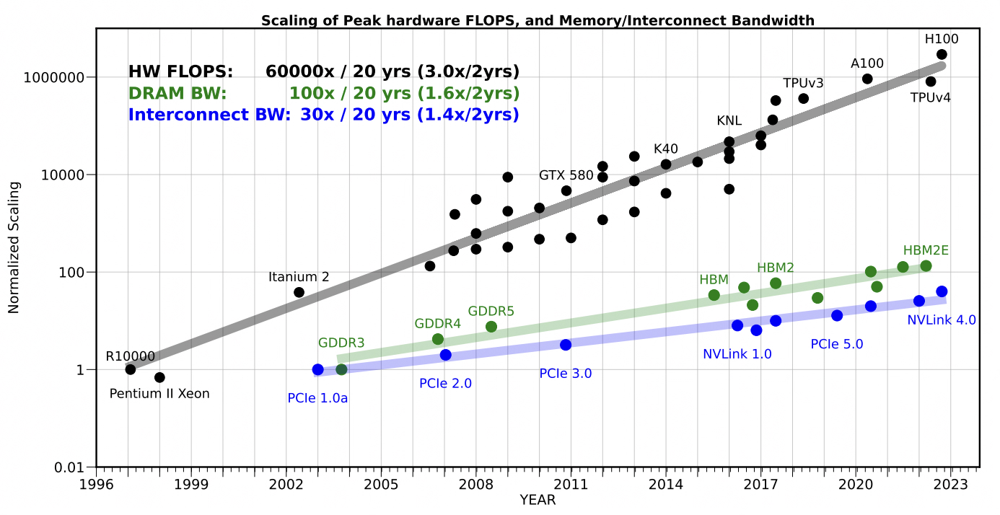 Scaling of Peak hardware FLOPS, and Memory/Interconnect Bandwidth
HW FLOPS: 60000x / 20 yrs (3.0x/2yrs)
DRAM BW: 100x / 20 yrs (1.6x/2yrs)
Interconnect BW: 30x / 20 yrs (1.4x/2yrs)
H100
A100
TPUv3
TPUv4
KNL
K40
GTX 580
Itanium 2
R10000
Pentium II Xeon
HBM2E
HBM2
HBM
GDDR5
GDDR4
GDDR3
NVLink 4.0
PCIe 5.0
NVLink 1.0
PCIe 3.0
PCIe 2.0
PCIe 1.0a
Normalized Scaling
1000000
10000
100
1
0.01
1996 1999 2002 2005 2008 2011 2014 2017 2020 2023
YEAR